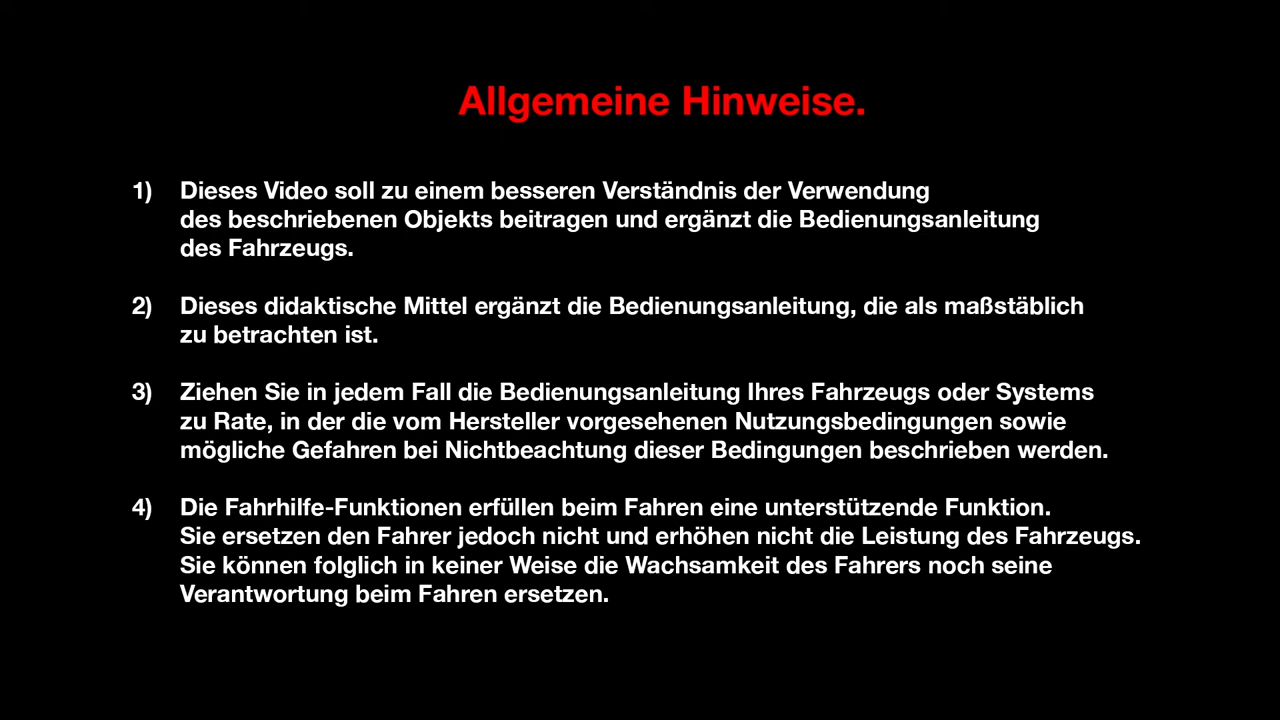 Allgemeine Hinweise.
1) Dieses Video soll zu einem besseren Verständnis der Verwendung
des beschriebenen Objekts beitragen und ergänzt die Bedienungsanleitung
des Fahrzeugs.
2) Dieses didaktische Mittel ergänzt die Bedienungsanleitung, die als maßstäblich
zu betrachten ist.
3) Ziehen Sie in jedem Fall die Bedienungsanleitung Ihres Fahrzeugs oder Systems
zu Rate, in der die vom Hersteller vorgesehenen Nutzungsbedingungen sowie
mögliche Gefahren bei Nichtbeachtung dieser Bedingungen beschrieben werden.
4) Die Fahrhilfe-Funktionen erfüllen beim Fahren eine unterstützende Funktion.
Sie ersetzen den Fahrer jedoch nicht und erhöhen nicht die Leistung des Fahrzeugs.
Sie können folglich in keiner Weise die Wachsamkeit des Fahrers noch seine
Verantwortung beim Fahren ersetzen.